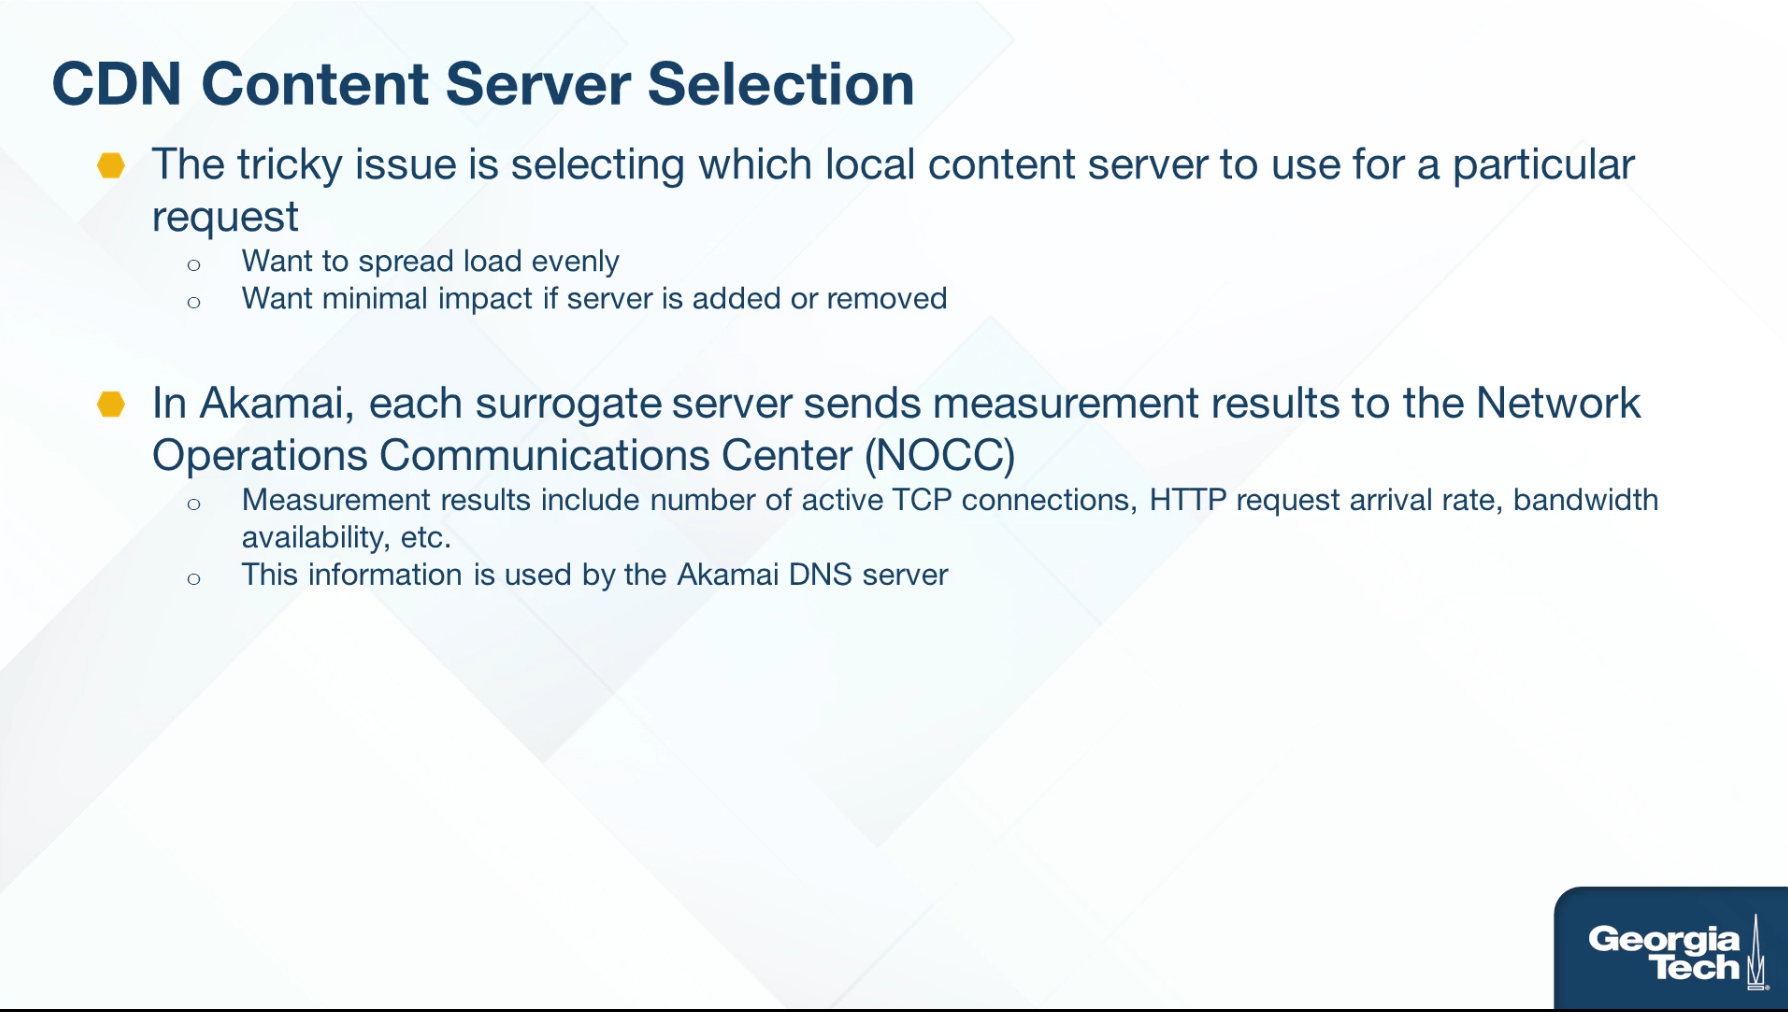 CDN Content Server Selection
The tricky issue is selecting which local content server to use for a particular
request
Want to spread load evenly
Want minimal impact if server is added or removed
In Akamai, each surrogate server sends measurement results to the Network
Operations Communications Center (NOCC)
Measurement results include number of active TCP connections, HTTP request arrival rate, bandwidth
availability, etc.
This information is used by the Akamai DNS server
Georgia
Tech